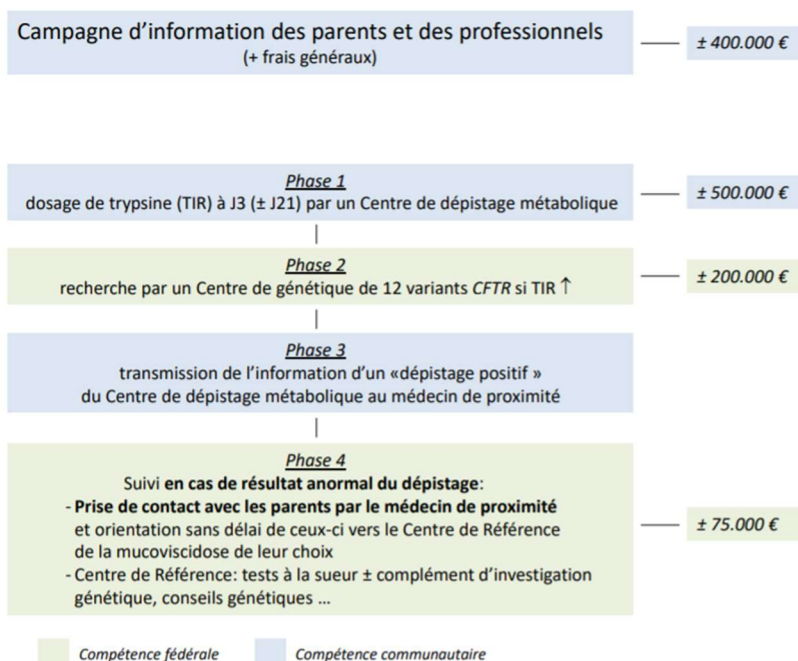 Campagne d’information des parents et des professionnels
(+ frais généraux)
± 400.000 €
Phase 1
dosage de trypsine (TIR) à J3 (± J21) par un Centre de dépistage métabolique
± 500.000 €
Phase 2
recherche par un Centre de génétique de 12 variants CFTR si TIR ↑
± 200.000 €
Phase 3
transmission de l’information d’un «dépistage positif »
du Centre de dépistage métabolique au médecin de proximité
Phase 4
Suivi en cas de résultat anormal du dépistage:
- Prise de contact avec les parents par le médecin de proximité
et orientation sans délai de ceux-ci vers le Centre de Référence
de la mucoviscidose de leur choix
- Centre de Référence: tests à la sueur ± complément d’investigation
génétique, conseils génétiques ...
± 75.000 €
Compétence fédérale
Compétence communautaire